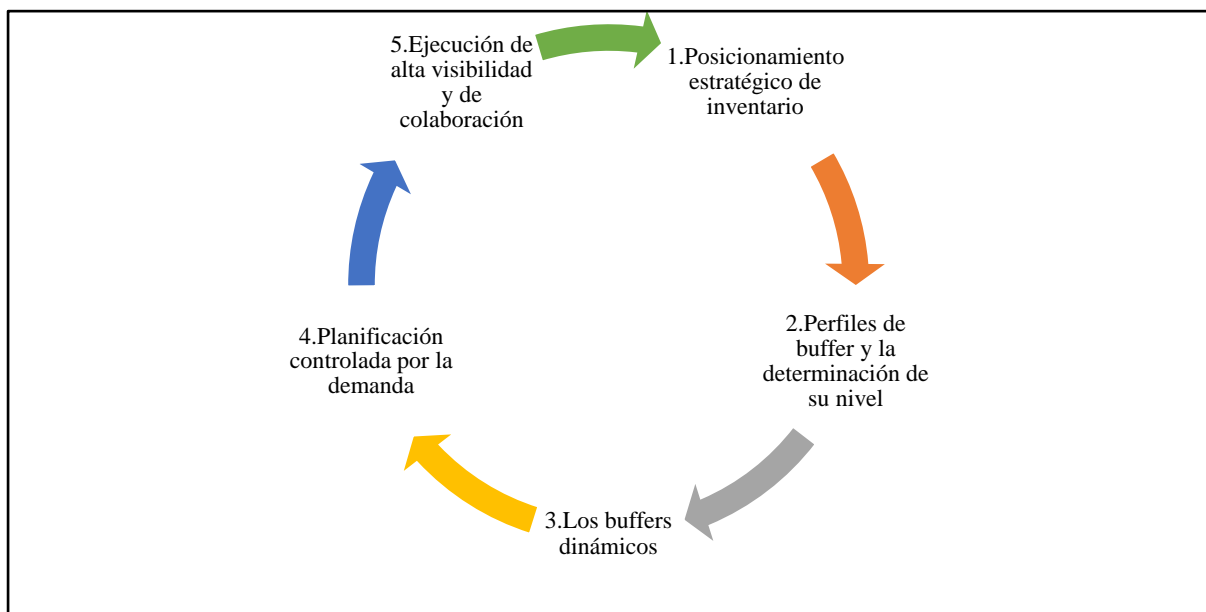 1.Posicionamiento
estratégico de
inventario
2.Perfiles de
buffer y la
determinación de
su nivel
3.Los buffers
dinámicos
4.Planificación
controlada por la
demanda
5.Ejecución de
alta visibilidad
y de
colaboración